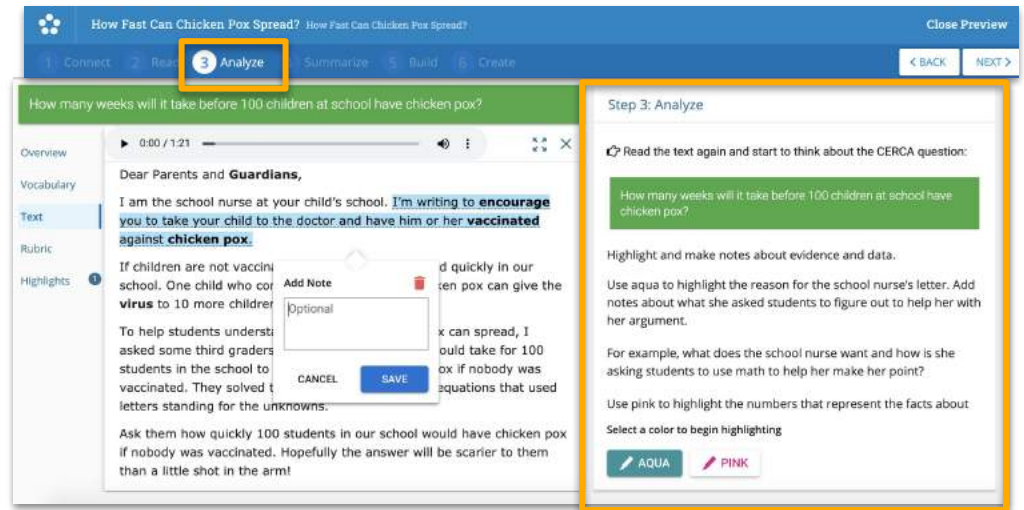 How Fast Can Chicken Pox Spread? How Fast Can Chicken Pox Spread?
Close Preview
1 Connect 2 Read 3 Analyze Summarize 5 Build 6 Create
< BACK NEXT >
How many weeks will it take before 100 children at school have chicken pox?
Overview
Vocabulary
Text
Rubric
Highlights 1
0:00 / 1:21
Dear Parents and Guardians,
I am the school nurse at your child's school. I'm writing to encourage
you to take your child to the doctor and have him or her vaccinated
against chicken pox.
If children are not vaccin d quickly in our
school. One child who con ken pox can give the
virus to 10 more children
To help students understa x can spread, I
asked some third graders ould take for 100
students in the school to ox if nobody was
vaccinated. They solved t equations that used
letters standing for the unknowns.
Ask them how quickly 100 students in our school would have chicken pox
if nobody was vaccinated. Hopefully the answer will be scarier to them
than a little shot in the arm!
Add Note
Optional
CANCEL SAVE
Step 3: Analyze
Read the text again and start to think about the CERCA question:
How many weeks will it take before 100 children at school have
chicken pox?
Highlight and make notes about evidence and data.
Use aqua to highlight the reason for the school nurse's letter. Add
notes about what she asked students to figure out to help her with
her argument.
For example, what does the school nurse want and how is she
asking students to use math to help her make her point?
Use pink to highlight the numbers that represent the facts about
Select a color to begin highlighting
AQUA PINK